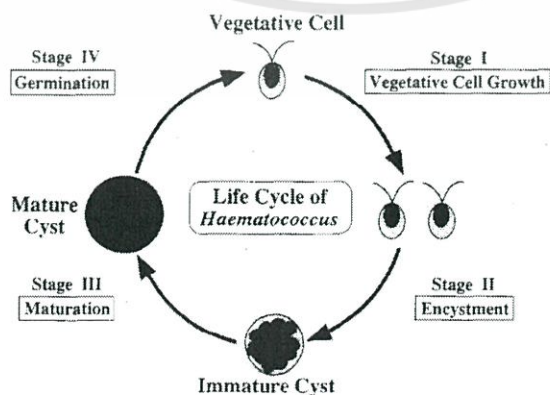 Vegetative Cell
Stage IV
Germination
Stage I
Vegetative Cell Growth
Mature
Cyst
Life Cycle of
Haematococcus
Stage III
Maturation
Stage II
Encystment
Immature Cyst